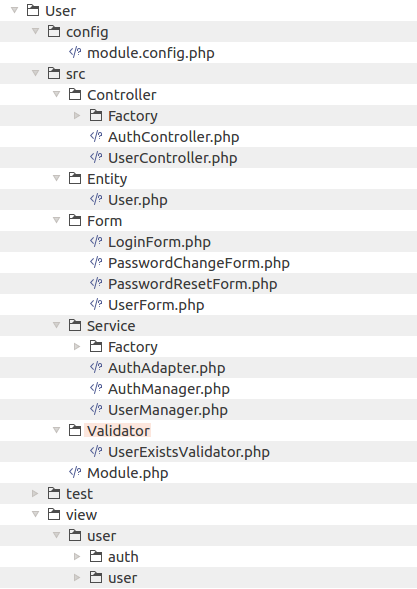 User
config
module.config.php
src
Controller
Factory
AuthController.php
UserController.php
Entity
User.php
Form
LoginForm.php
PasswordChangeForm.php
PasswordResetForm.php
UserForm.php
Service
Factory
AuthAdapter.php
AuthManager.php
UserManager.php
Validator
UserExistsValidator.php
Module.php
test
view
user
auth
user